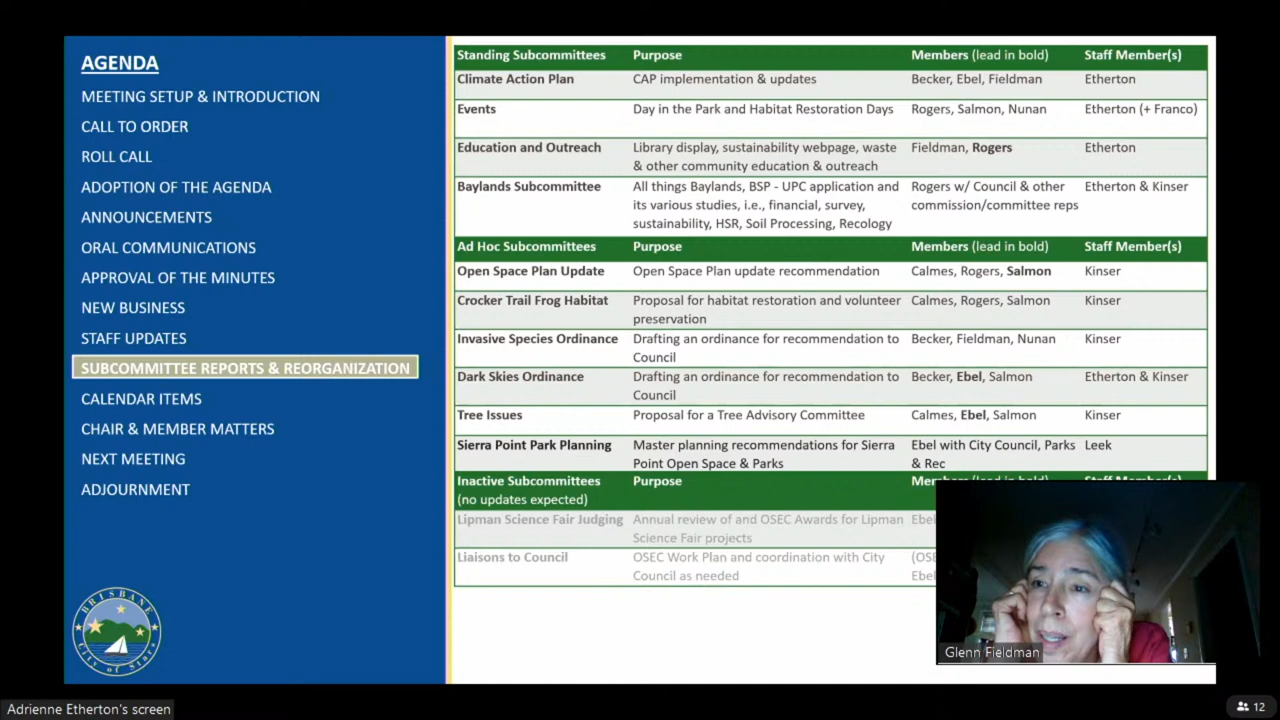 AGENDA
MEETING SETUP & INTRODUCTION
CALL TO ORDER
ROLL CALL
ADOPTION OF THE AGENDA
ANNOUNCEMENTS
ORAL COMMUNICATIONS
APPROVAL OF THE MINUTES
NEW BUSINESS
STAFF UPDATES
SUBCOMMITTEE REPORTS & REORGANIZATION
CALENDAR ITEMS
CHAIR & MEMBER MATTERS
NEXT MEETING
ADJOURNMENT
BRISBANE
City of Stars
Standing Subcommittees Purpose Members (lead in bold) Staff Member(s)
Climate Action Plan CAP implementation & updates Becker, Ebel, Fieldman Etherton
Events Day in the Park and Habitat Restoration Days Rogers, Salmon, Nunan Etherton (+ Franco)
Education and Outreach Library display, sustainability webpage, waste Fieldman, Rogers Etherton
& other community education & outreach
Baylands Subcommittee All things Baylands, BSP - UPC application and Rogers w/ Council & other Etherton & Kinser
its various studies, i.e., financial, survey, commission/committee reps
sustainability, HSR, Soil Processing, Recology
Ad Hoc Subcommittees Purpose Members (lead in bold) Staff Member(s)
Open Space Plan Update Open Space Plan update recommendation Calmes, Rogers, Salmon Kinser
Crocker Trail Frog Habitat Proposal for habitat restoration and volunteer Calmes, Rogers, Salmon Kinser
preservation
Invasive Species Ordinance Drafting an ordinance for recommendation to Becker, Fieldman, Nunan Kinser
Council
Dark Skies Ordinance Drafting an ordinance for recommendation to Becker, Ebel, Salmon Etherton & Kinser
Council
Tree Issues Proposal for a Tree Advisory Committee Calmes, Ebel, Salmon Kinser
Sierra Point Park Planning Master planning recommendations for Sierra Ebel with City Council, Parks Leek
Point Open Space & Parks & Rec
Inactive Subcommittees Purpose
(no updates expected)
Lipman Science Fair Judging Annual review of and OSEC Awards for Lipman Ebel
Science Fair projects
Liaisons to Council OSEC Work Plan and coordination with City
Council as needed Ebel
Glenn Fieldman
Adrienne Etherton's screen
12